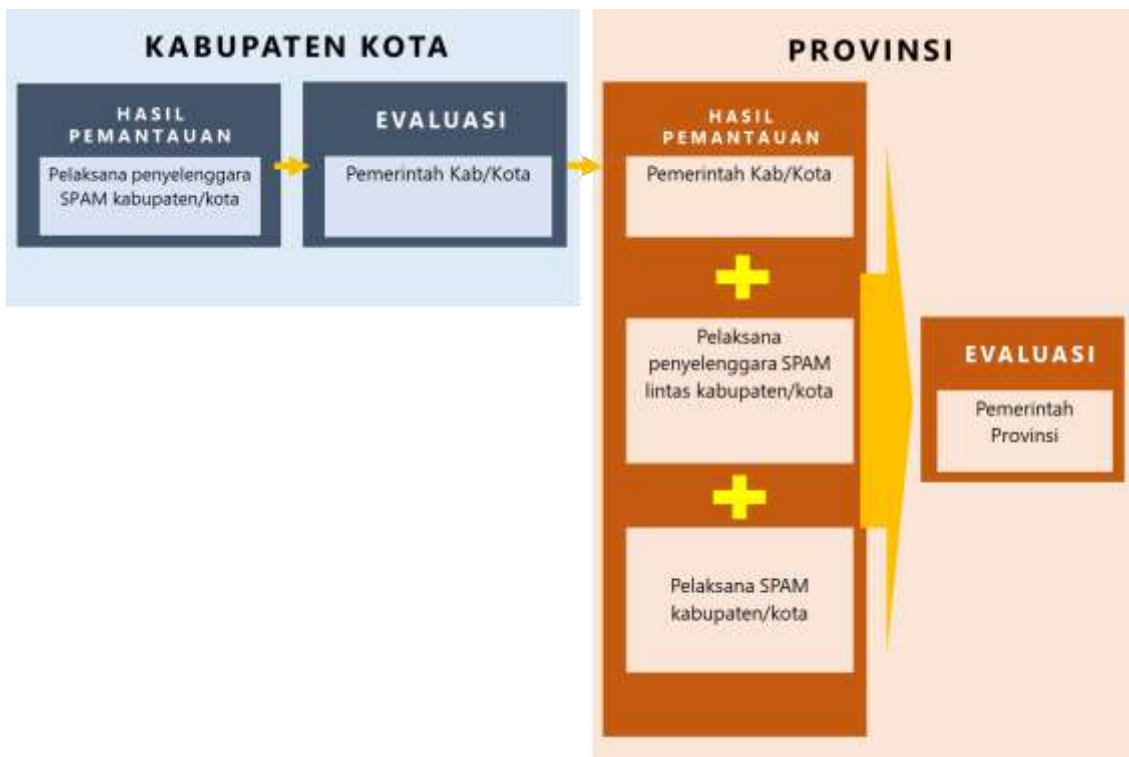 KABUPATEN KOTA
HASIL
PEMANTAUAN
Pelaksana penyelenggara
SPAM kabupaten/kota
EVALUASI
Pemerintah Kab/Kota
PROVINSI
HASIL
PEMANTAUAN
Pemerintah Kab/Kota
Pelaksana
penyelenggara SPAM
lintas kabupaten/kota
Pelaksana SPAM
kabupaten/kota
EVALUASI
Pemerintah
Provinsi